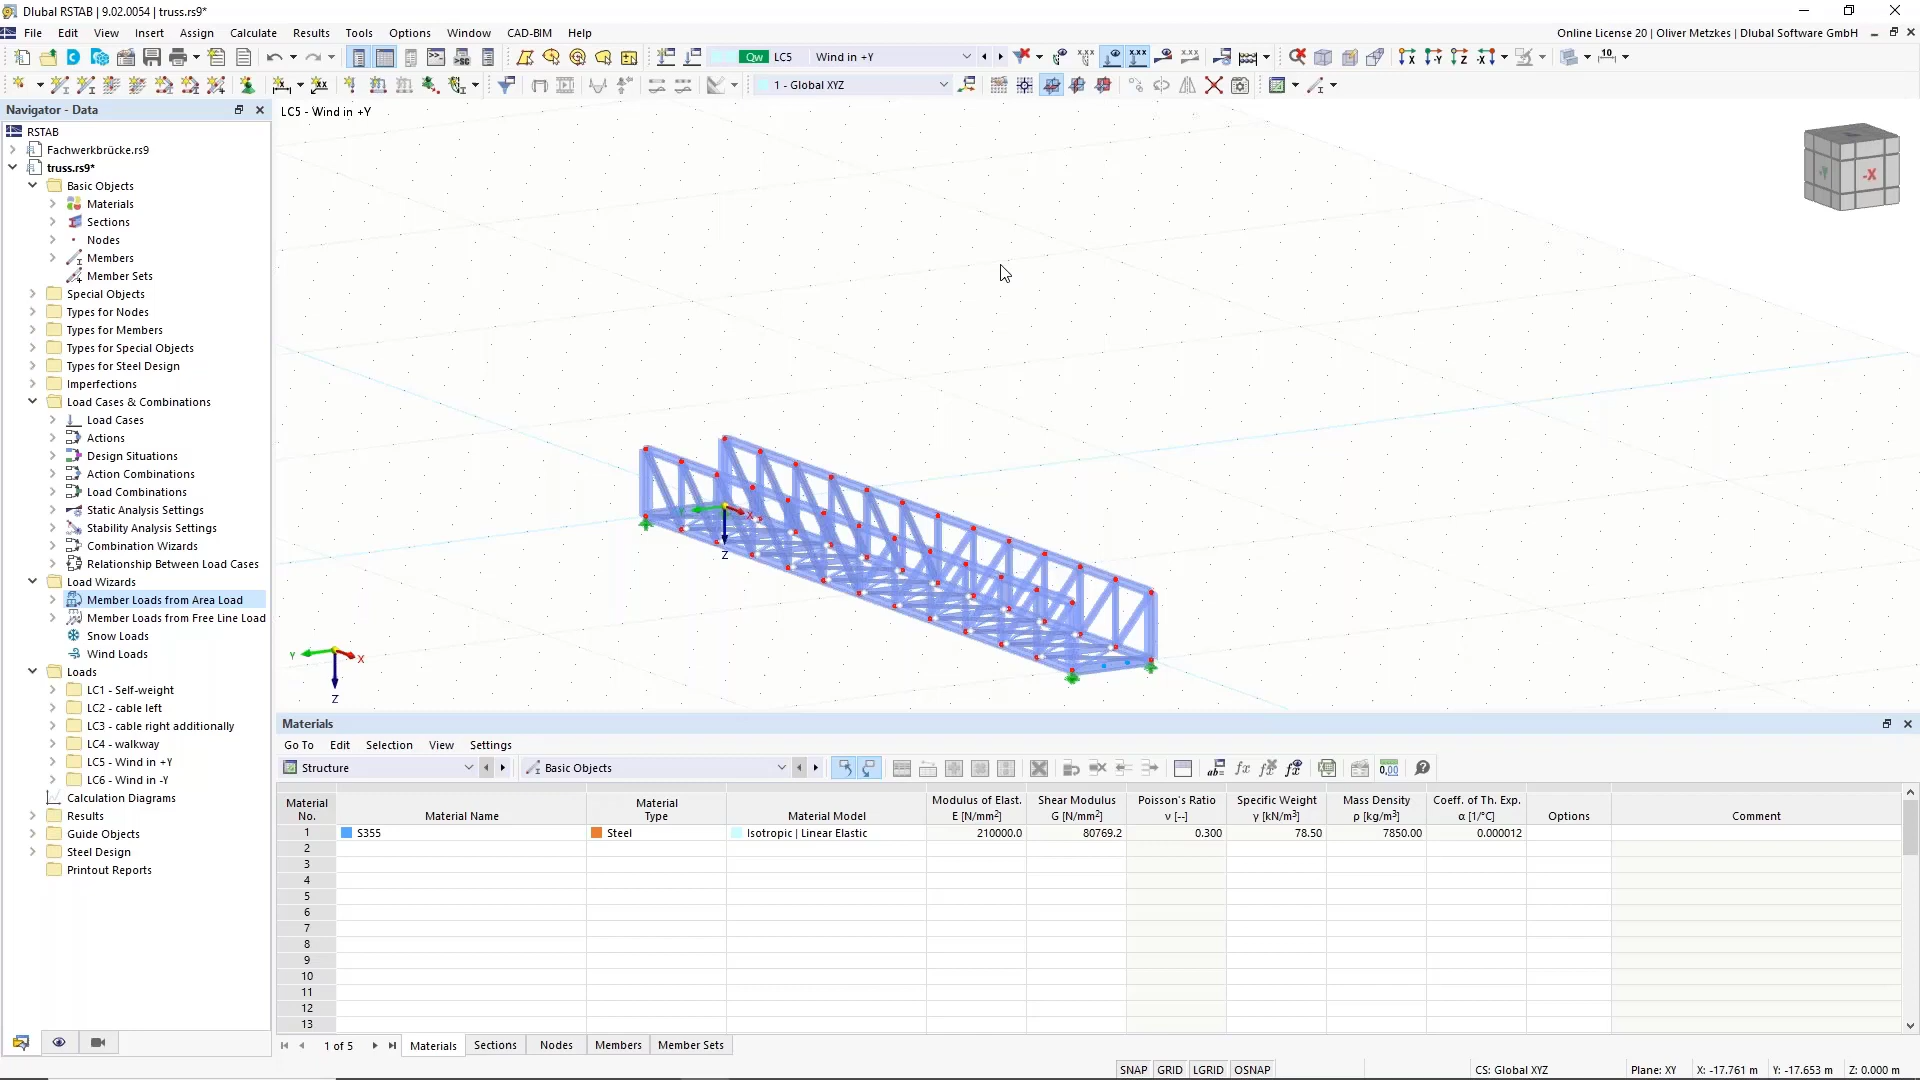 Dlubal RSTAB | 9.02.0054 | truss.rs9*
File Edit View Insert Assign Calculate Results Tools Options Window CAD-BIM Help
Online License 20 | Oliver Metzkes | Dlubal Software GmbH
Qw LC5 Wind in +Y
1 - Global XYZ
Navigator - Data
RSTAB
Fachwerkbrücke.rs9
truss.rs9*
Basic Objects
Materials
Sections
Nodes
Members
Member Sets
Special Objects
Types for Nodes
Types for Members
Types for Special Objects
Types for Steel Design
Imperfections
Load Cases & Combinations
Load Cases
Actions
Design Situations
Action Combinations
Load Combinations
Static Analysis Settings
Stability Analysis Settings
Combination Wizards
Relationship Between Load Cases
Load Wizards
Member Loads from Area Load
Member Loads from Free Line Load
Snow Loads
Wind Loads
Loads
LC1 - Self-weight
LC2 - cable left
LC3 - cable right additionally
LC4 - walkway
LC5 - Wind in +Y
LC6 - Wind in -Y
Calculation Diagrams
Results
Guide Objects
Steel Design
Printout Reports
LC5 - Wind in +Y
-X
X
Z
Y
X
Z
Materials
Go To Edit Selection View Settings
Structure
Basic Objects
Material No. Material Name Material Type Material Model Modulus of Elast. E [N/mm²] Shear Modulus G [N/mm²] Poisson's Ratio ν [--] Specific Weight γ [kN/m³] Mass Density ρ [kg/m³] Coeff. of Th. Exp. α [1/°C] Options Comment
1 S355 Steel Isotropic | Linear Elastic 210000.0 80769.2 0.300 78.50 7850.00 0.000012
2
3
4
5
6
7
8
9
10
11
12
13
1 of 5 Materials Sections Nodes Members Member Sets
SNAP GRID LGRID OSNAP CS: Global XYZ Plane: XY X: -17.761 m Y: -17.653 m Z: 0.000 m